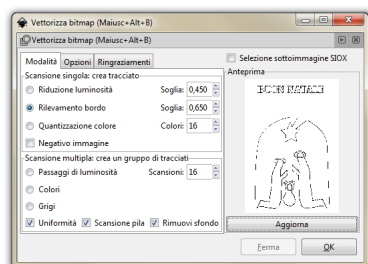 Vettorizza bitmap (Maiusc+Alt+B)
Vettorizza bitmap (Maiusc+Alt+B)
Modalità Opzioni Ringraziamenti
Scansione singola: crea tracciato
Riduzione luminosità Soglia: 0,450
Rilevamento bordo Soglia: 0,650
Quantizzazione colore Colori: 16
Negativo immagine
Scansione multipla: crea un gruppo di tracciati
Passaggi di luminosità Scansioni: 16
Colori
Grigi
Uniformità Scansione pila Rimuovi sfondo
Selezione sottoimmagine SIOX
Anteprima
BUON NATALE
Aggiorna
Ferma OK